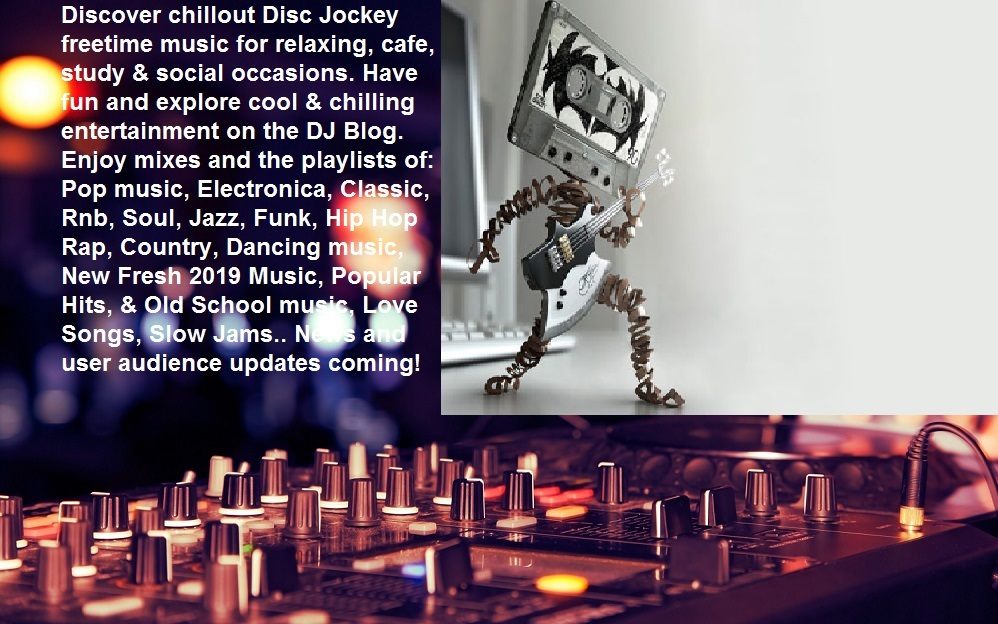 Discover chillout Disc Jockey
freetime music for relaxing, cafe,
study & social occasions. Have
fun and explore cool & chilling
entertainment on the DJ Blog.
Enjoy mixes and the playlists of:
Pop music, Electronica, Classic,
Rnb, Soul, Jazz, Funk, Hip Hop
Rap, Country, Dancing music,
New Fresh 2019 Music, Popular
Hits, & Old School music, Love
Songs, Slow Jams.. News and
user audience updates coming!